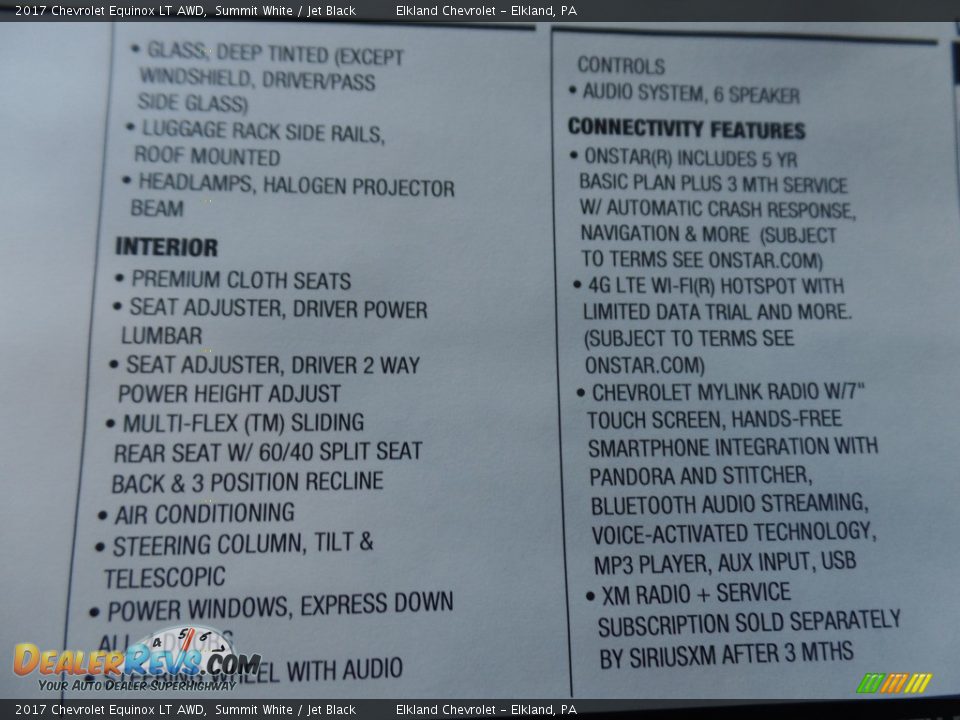 2017 Chevrolet Equinox LT AWD,  Summit White / Jet Black          Elkland Chevrolet – Elkland, PA
• GLASS, DEEP TINTED (EXCEPT
WINDSHIELD, DRIVER/PASS
SIDE GLASS)
• LUGGAGE RACK SIDE RAILS,
ROOF MOUNTED
• HEADLAMPS, HALOGEN PROJECTOR
BEAM
INTERIOR
• PREMIUM CLOTH SEATS
• SEAT ADJUSTER, DRIVER POWER
LUMBAR
• SEAT ADJUSTER, DRIVER 2 WAY
POWER HEIGHT ADJUST
• MULTI-FLEX (TM) SLIDING
REAR SEAT W/ 60/40 SPLIT SEAT
BACK & 3 POSITION RECLINE
• AIR CONDITIONING
• STEERING COLUMN, TILT &
TELESCOPIC
• POWER WINDOWS, EXPRESS DOWN
ALL
• STEERING WHEEL WITH AUDIO
CONTROLS
• AUDIO SYSTEM, 6 SPEAKER
CONNECTIVITY FEATURES
• ONSTAR(R) INCLUDES 5 YR
BASIC PLAN PLUS 3 MTH SERVICE
W/ AUTOMATIC CRASH RESPONSE,
NAVIGATION & MORE (SUBJECT
TO TERMS SEE ONSTAR.COM)
• 4G LTE WI-FI(R) HOTSPOT WITH
LIMITED DATA TRIAL AND MORE.
(SUBJECT TO TERMS SEE
ONSTAR.COM)
• CHEVROLET MYLINK RADIO W/7"
TOUCH SCREEN, HANDS-FREE
SMARTPHONE INTEGRATION WITH
PANDORA AND STITCHER,
BLUETOOTH AUDIO STREAMING,
VOICE-ACTIVATED TECHNOLOGY,
MP3 PLAYER, AUX INPUT, USB
• XM RADIO + SERVICE
SUBSCRIPTION SOLD SEPARATELY
BY SIRIUSXM AFTER 3 MTHS
4 5 6 7
DEALERREVS.COM
YOUR AUTO DEALER SUPERHIGHWAY
2017 Chevrolet Equinox LT AWD,  Summit White / Jet Black          Elkland Chevrolet – Elkland, PA